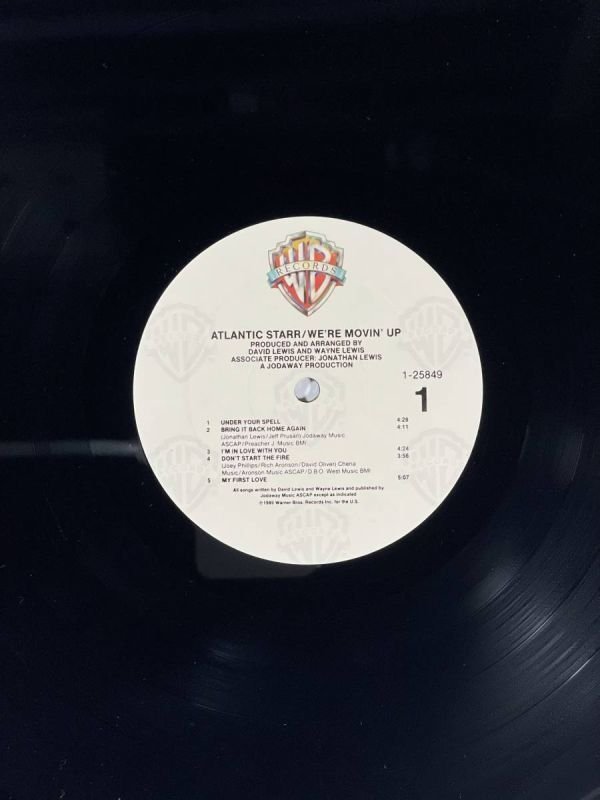 WB
RECORDS
ATLANTIC STARR/WE'RE MOVIN' UP
PRODUCED AND ARRANGED BY
DAVID LEWIS AND WAYNE LEWIS
ASSOCIATE PRODUCER: JONATHAN LEWIS
A JODAWAY PRODUCTION
1-25849
1
1 UNDER YOUR SPELL 4:28
2 BRING IT BACK HOME AGAIN 4:11
(Jonathan Lewis/Jeff Prusan) Jodaway Music
ASCAP/Preacher J. Music BMI
3 I'M IN LOVE WITH YOU 4:24
4 DON'T START THE FIRE 3:56
(Joey Phillips/Rich Aronson/David Oliver) Chena
Music/Aronson Music ASCAP/D.B.O. West Music BMI
5 MY FIRST LOVE 5:07
All songs written by David Lewis and Wayne Lewis and published by
Jodaway Music ASCAP except as indicated
Warner Bros. Records Inc. for the U.S.